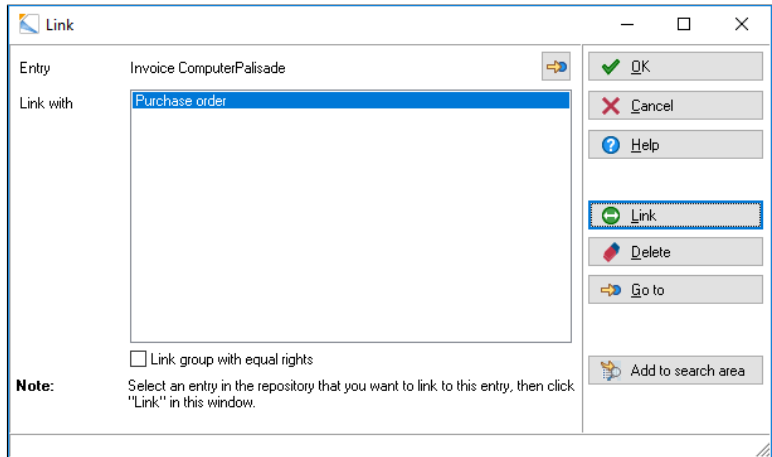 Link
Entry Invoice ComputerPalisade
OK
Link with Purchase order
Cancel
Help
Link
Delete
Go to
Link group with equal rights
Add to search area
Note: Select an entry in the repository that you want to link to this entry, then click
"Link" in this window.